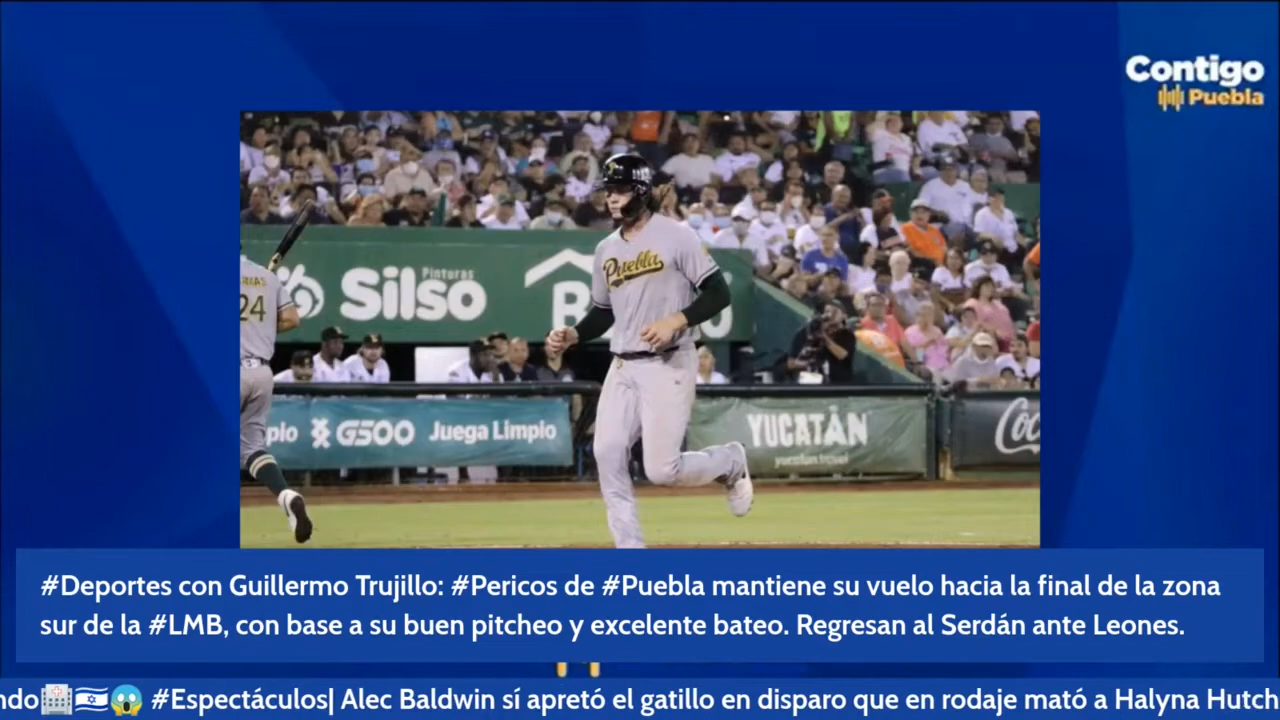 Contigo
Puebla
24
Pinturas
Silso
Puebla
G500 Juega Limpio
YUCATÁN
yucatan.travel
#Deportes con Guillermo Trujillo: #Pericos de #Puebla mantiene su vuelo hacia la final de la zona
sur de la #LMB, con base a su buen pitcheo y excelente bateo. Regresan al Serdán ante Leones.
#Espectáculos| Alec Baldwin sí apretó el gatillo en disparo que en rodaje mató a Halyna Hutch